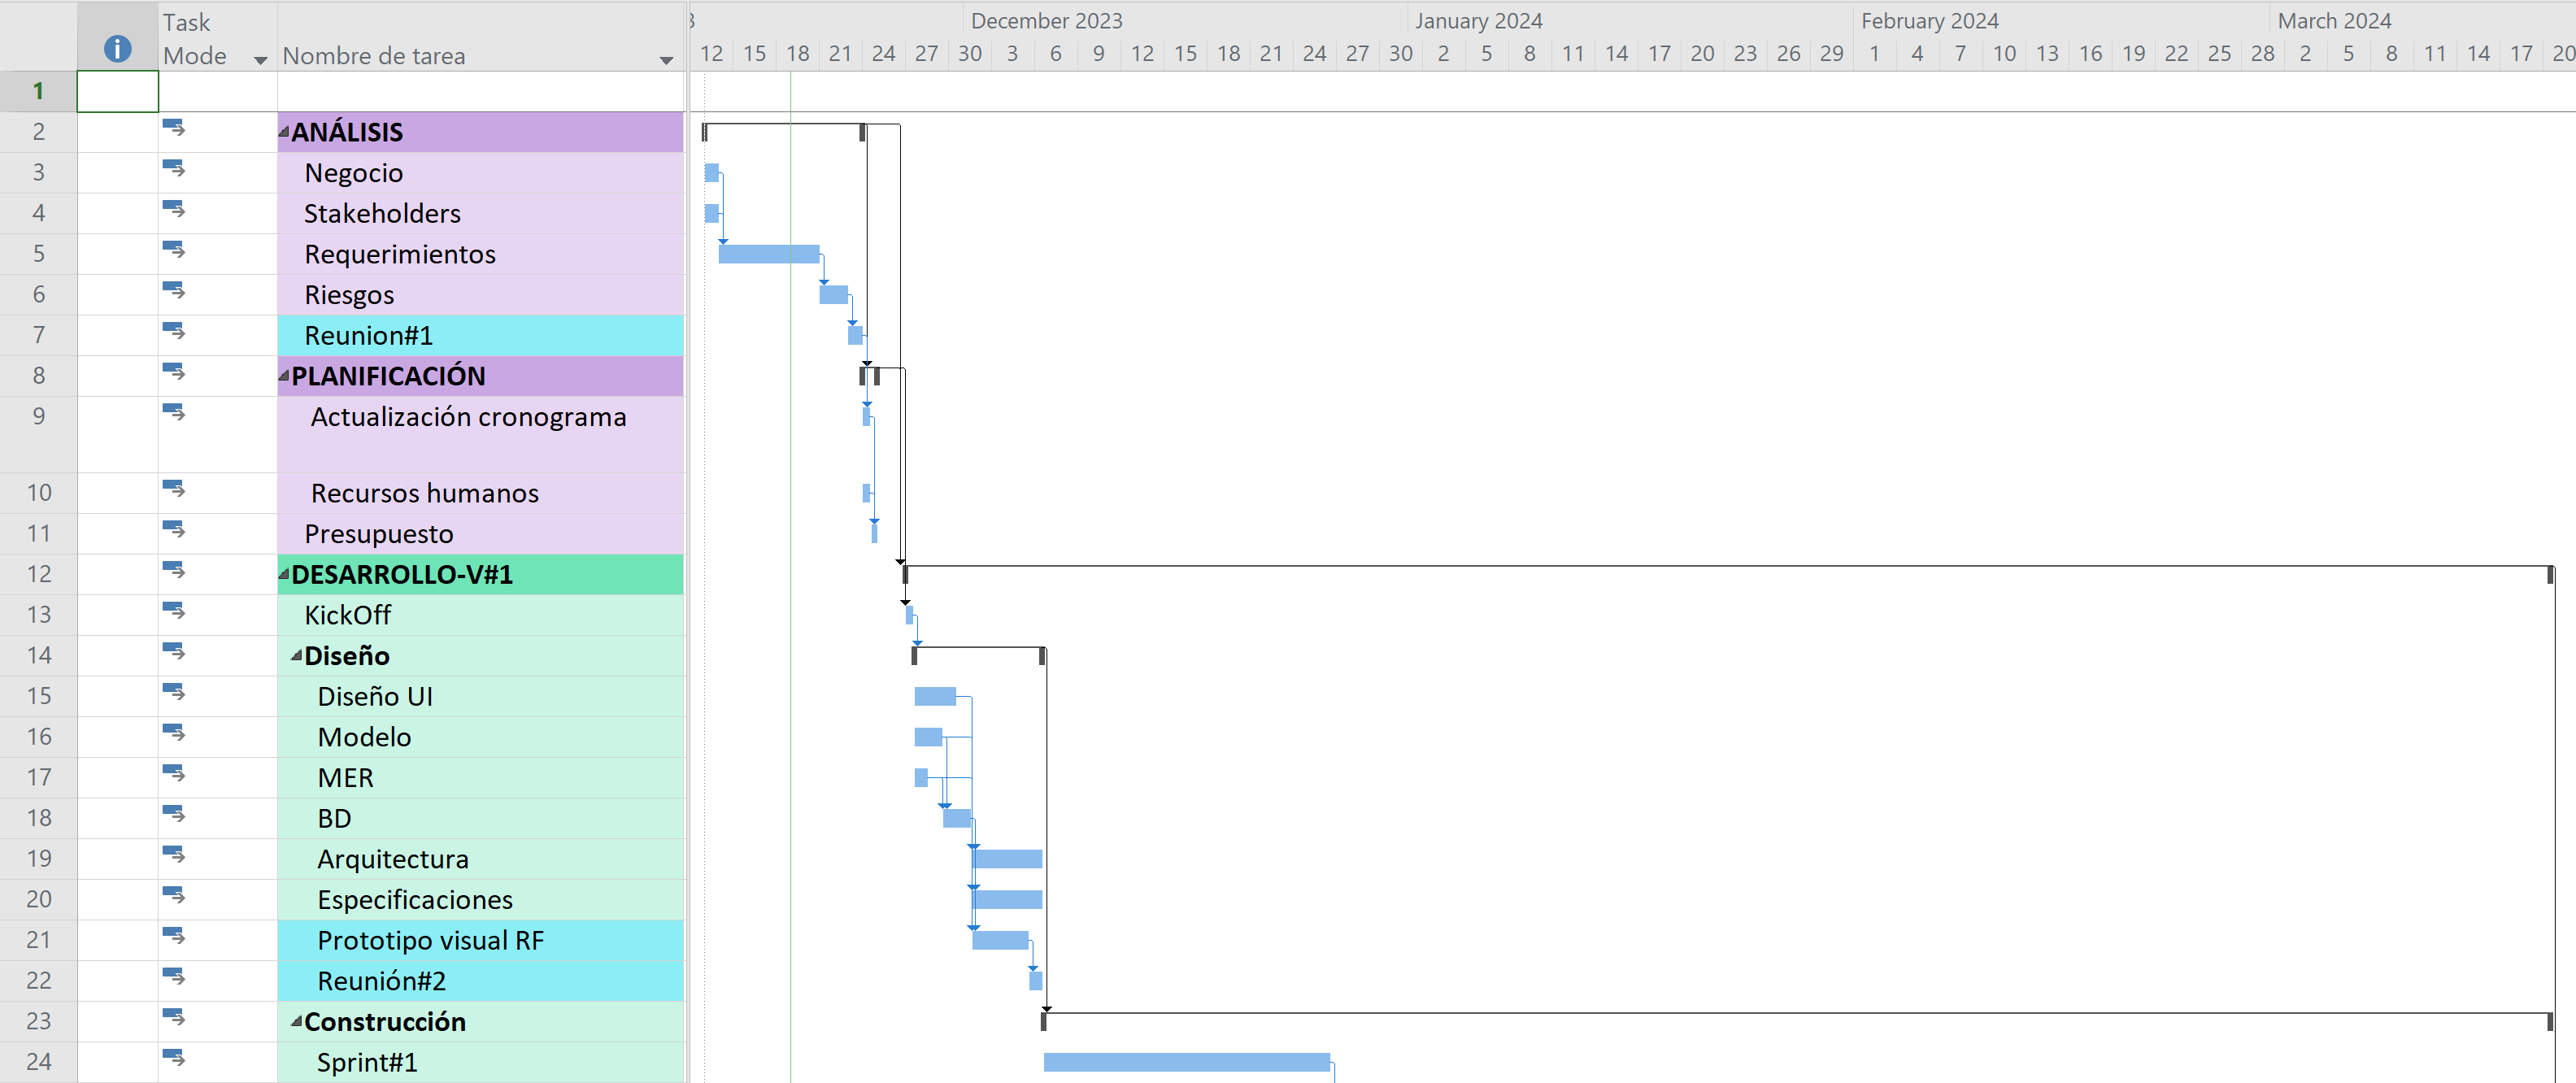 Task
Mode
Nombre de tarea
3 December 2023 January 2024 February 2024 March 2024
12 15 18 21 24 27 30 3 6 9 12 15 18 21 24 27 30 2 5 8 11 14 17 20 23 26 29 1 4 7 10 13 16 19 22 25 28 2 5 8 11 14 17 20
1
2 ANÁLISIS
3 Negocio
4 Stakeholders
5 Requerimientos
6 Riesgos
7 Reunion#1
8 PLANIFICACIÓN
9 Actualización cronograma
10 Recursos humanos
11 Presupuesto
12 DESARROLLO-V#1
13 KickOff
14 Diseño
15 Diseño UI
16 Modelo
17 MER
18 BD
19 Arquitectura
20 Especificaciones
21 Prototipo visual RF
22 Reunión#2
23 Construcción
24 Sprint#1